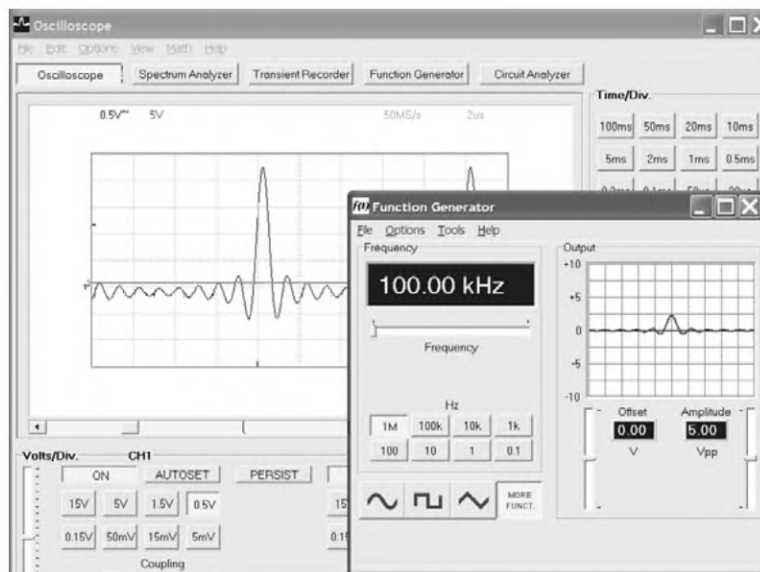 Oscilloscope
File Edit Options View Math Help
Oscilloscope Spectrum Analyzer Transient Recorder Function Generator Circuit Analyzer
Time/Div.
0.5V~ 5V 50MS/s 2us
100ms 50ms 20ms 10ms
5ms 2ms 1ms 0.5ms
f(t) Function Generator
File Options Tools Help
Frequency
100.00 kHz
Frequency
Hz
1M 100k 10k 1k
100 10 1 0.1
MORE
FUNCT.
Output
+10
+5
0
-5
-10
Offset Amplitude
0.00 5.00
V Vpp
Volts/Div. CH1
ON AUTOSET PERSIST
15V 5V 1.5V 0.5V
0.15V 50mV 15mV 5mV
Coupling